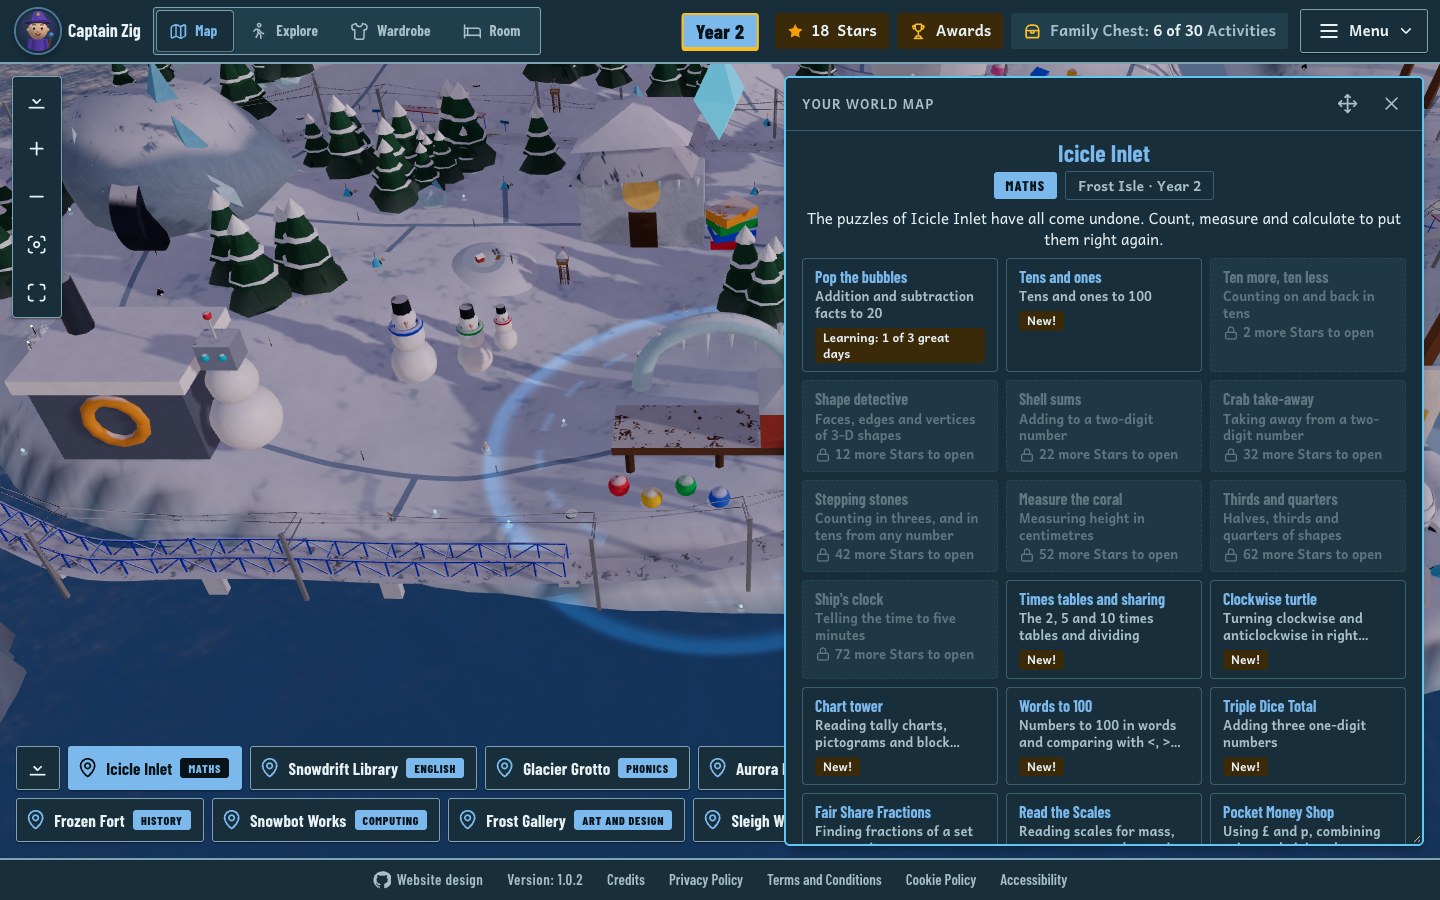 Captain Zig
Map
Explore
Wardrobe
Room
Year 2
18 Stars
Awards
Family Chest: 6 of 30 Activities
Menu
YOUR WORLD MAP
Icicle Inlet
MATHS
Frost Isle · Year 2
The puzzles of Icicle Inlet have all come undone. Count, measure and calculate to put
them right again.
Pop the bubbles
Addition and subtraction
facts to 20
Learning: 1 of 3 great
days
Tens and ones
Tens and ones to 100
New!
Ten more, ten less
Counting on and back in
tens
2 more Stars to open
Shape detective
Faces, edges and vertices
of 3-D shapes
12 more Stars to open
Shell sums
Adding to a two-digit
number
22 more Stars to open
Crab take-away
Taking away from a two-
digit number
32 more Stars to open
Stepping stones
Counting in threes, and in
tens from any number
42 more Stars to open
Measure the coral
Measuring height in
centimetres
52 more Stars to open
Thirds and quarters
Halves, thirds and
quarters of shapes
62 more Stars to open
Ship's clock
Telling the time to five
minutes
72 more Stars to open
Times tables and sharing
The 2, 5 and 10 times
tables and dividing
New!
Clockwise turtle
Turning clockwise and
anticlockwise in right...
New!
Chart tower
Reading tally charts,
pictograms and block...
New!
Words to 100
Numbers to 100 in words
and comparing with <, >...
New!
Triple Dice Total
Adding three one-digit
numbers
New!
Fair Share Fractions
Finding fractions of a set
Read the Scales
Reading scales for mass,
Pocket Money Shop
Using £ and p, combining
Icicle Inlet MATHS
Snowdrift Library ENGLISH
Glacier Grotto PHONICS
Aurora
Frozen Fort HISTORY
Snowbot Works COMPUTING
Frost Gallery ART AND DESIGN
Sleigh
Website design
Version: 1.0.2
Credits
Privacy Policy
Terms and Conditions
Cookie Policy
Accessibility